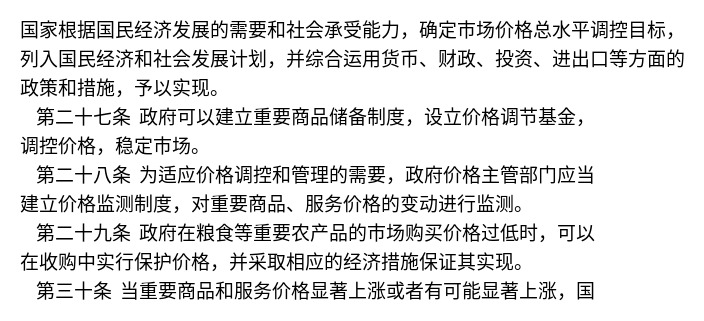 国家根据国民经济发展的需要和社会承受能力，确定市场价格总水平调控目标，
列入国民经济和社会发展计划，并综合运用货币、财政、投资、进出口等方面的
政策和措施，予以实现。
第二十七条 政府可以建立重要商品储备制度，设立价格调节基金，
调控价格，稳定市场。
第二十八条 为适应价格调控和管理的需要，政府价格主管部门应当
建立价格监测制度，对重要商品、服务价格的变动进行监测。
第二十九条 政府在粮食等重要农产品的市场购买价格过低时，可以
在收购中实行保护价格，并采取相应的经济措施保证其实现。
第三十条 当重要商品和服务价格显著上涨或者有可能显著上涨，国